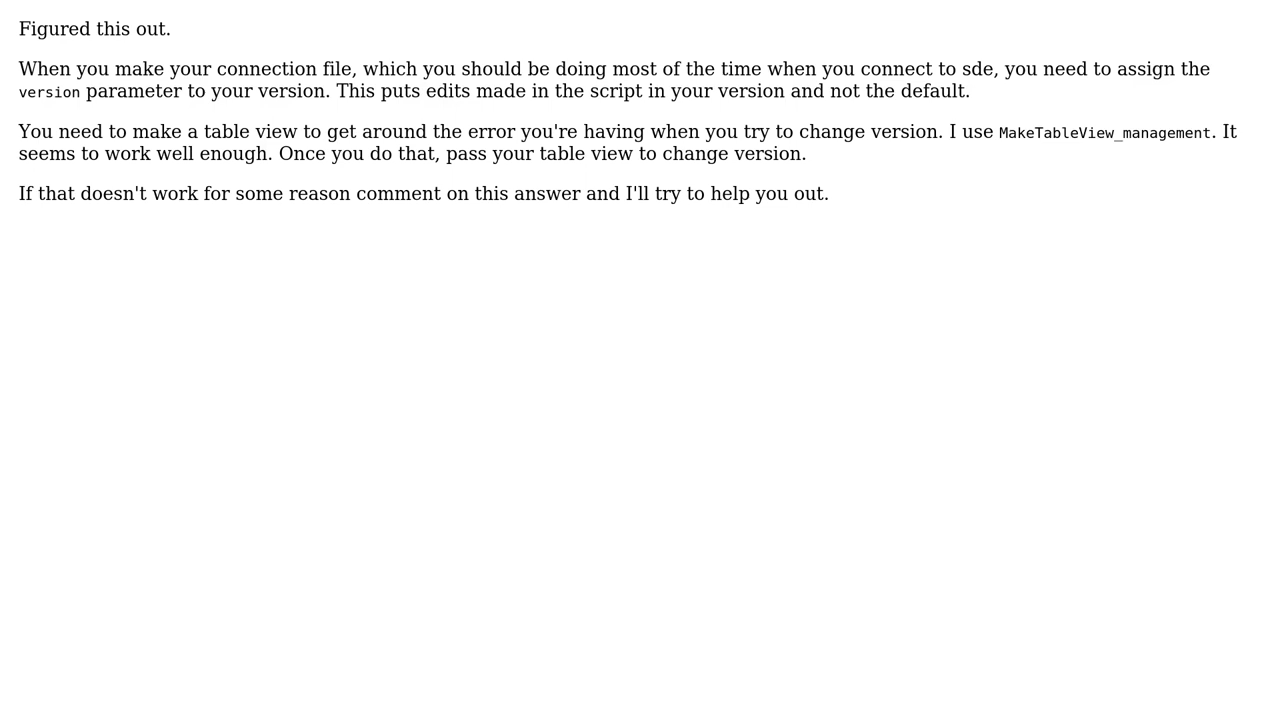 Figured this out.
When you make your connection file, which you should be doing most of the time when you connect to sde, you need to assign the
version parameter to your version. This puts edits made in the script in your version and not the default.
You need to make a table view to get around the error you're having when you try to change version. I use MakeTableView_management. It
seems to work well enough. Once you do that, pass your table view to change version.
If that doesn't work for some reason comment on this answer and I'll try to help you out.